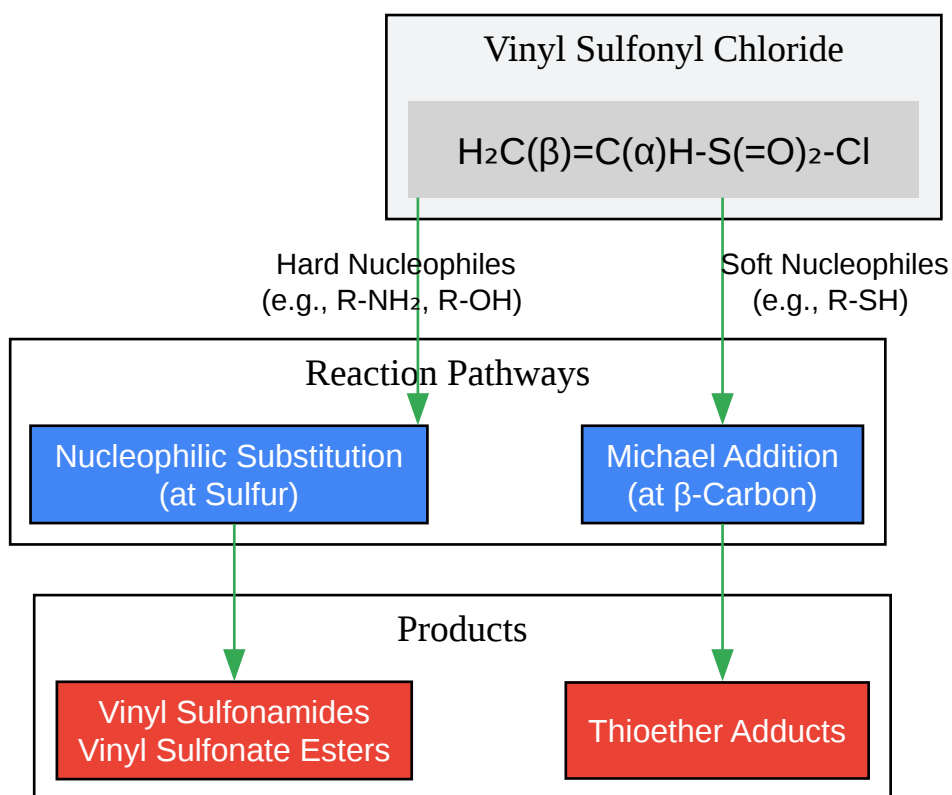 Vinyl Sulfonyl Chloride
H₂C(β)=C(α)H-S(=O)₂-Cl
Hard Nucleophiles
(e.g., R-NH₂, R-OH)
Soft Nucleophiles
(e.g., R-SH)
Reaction Pathways
Nucleophilic Substitution
(at Sulfur)
Michael Addition
(at β-Carbon)
Products
Vinyl Sulfonamides
Vinyl Sulfonate Esters
Thioether Adducts